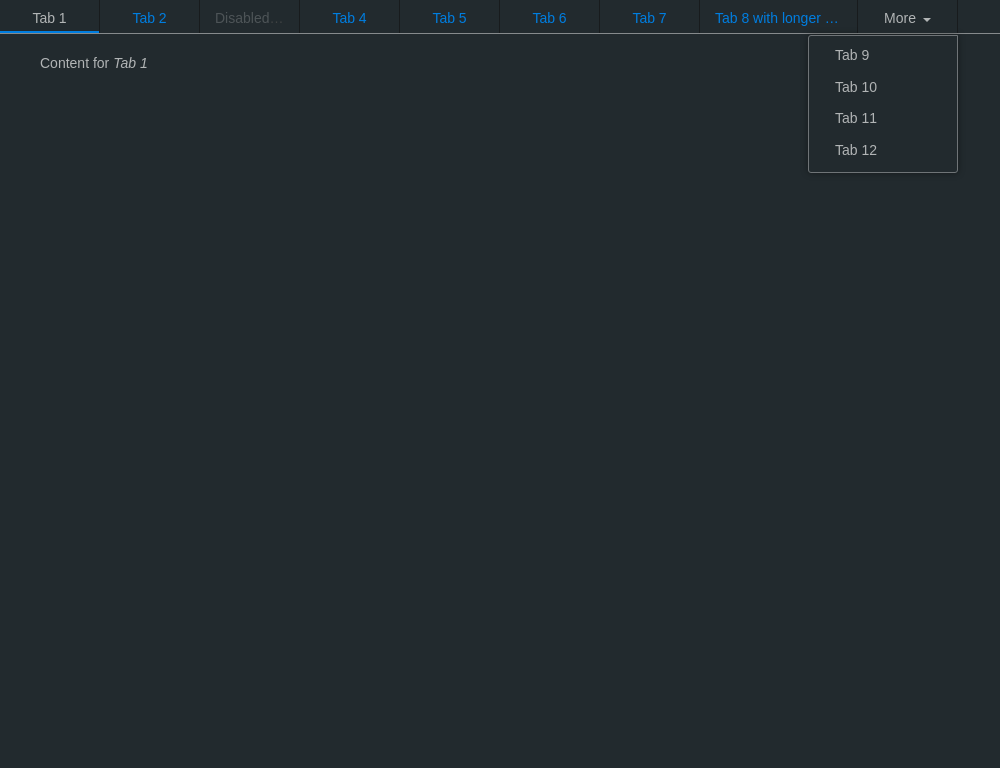 Tab 1 Tab 2 Disabled… Tab 4 Tab 5 Tab 6 Tab 7 Tab 8 with longer … More
Content for Tab 1
Tab 9
Tab 10
Tab 11
Tab 12